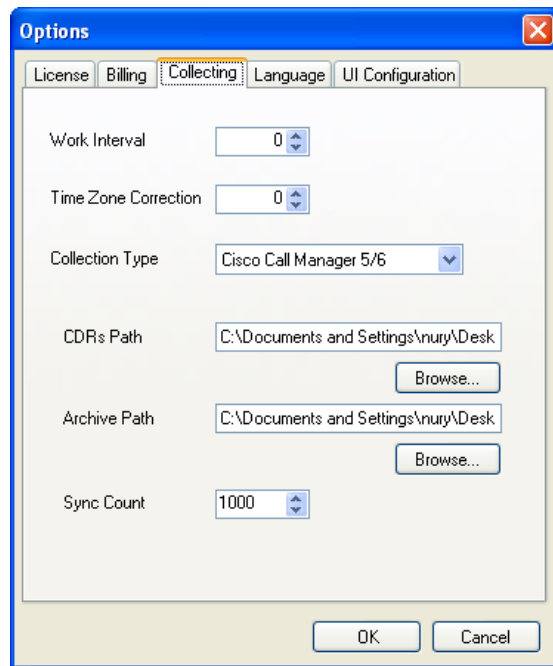 Options
License Billing Collecting Language UI Configuration
Work Interval 0
Time Zone Correction 0
Collection Type Cisco Call Manager 5/6
CDRs Path C:\Documents and Settings\nury\Desk
Browse...
Archive Path C:\Documents and Settings\nury\Desk
Browse...
Sync Count 1000
OK Cancel